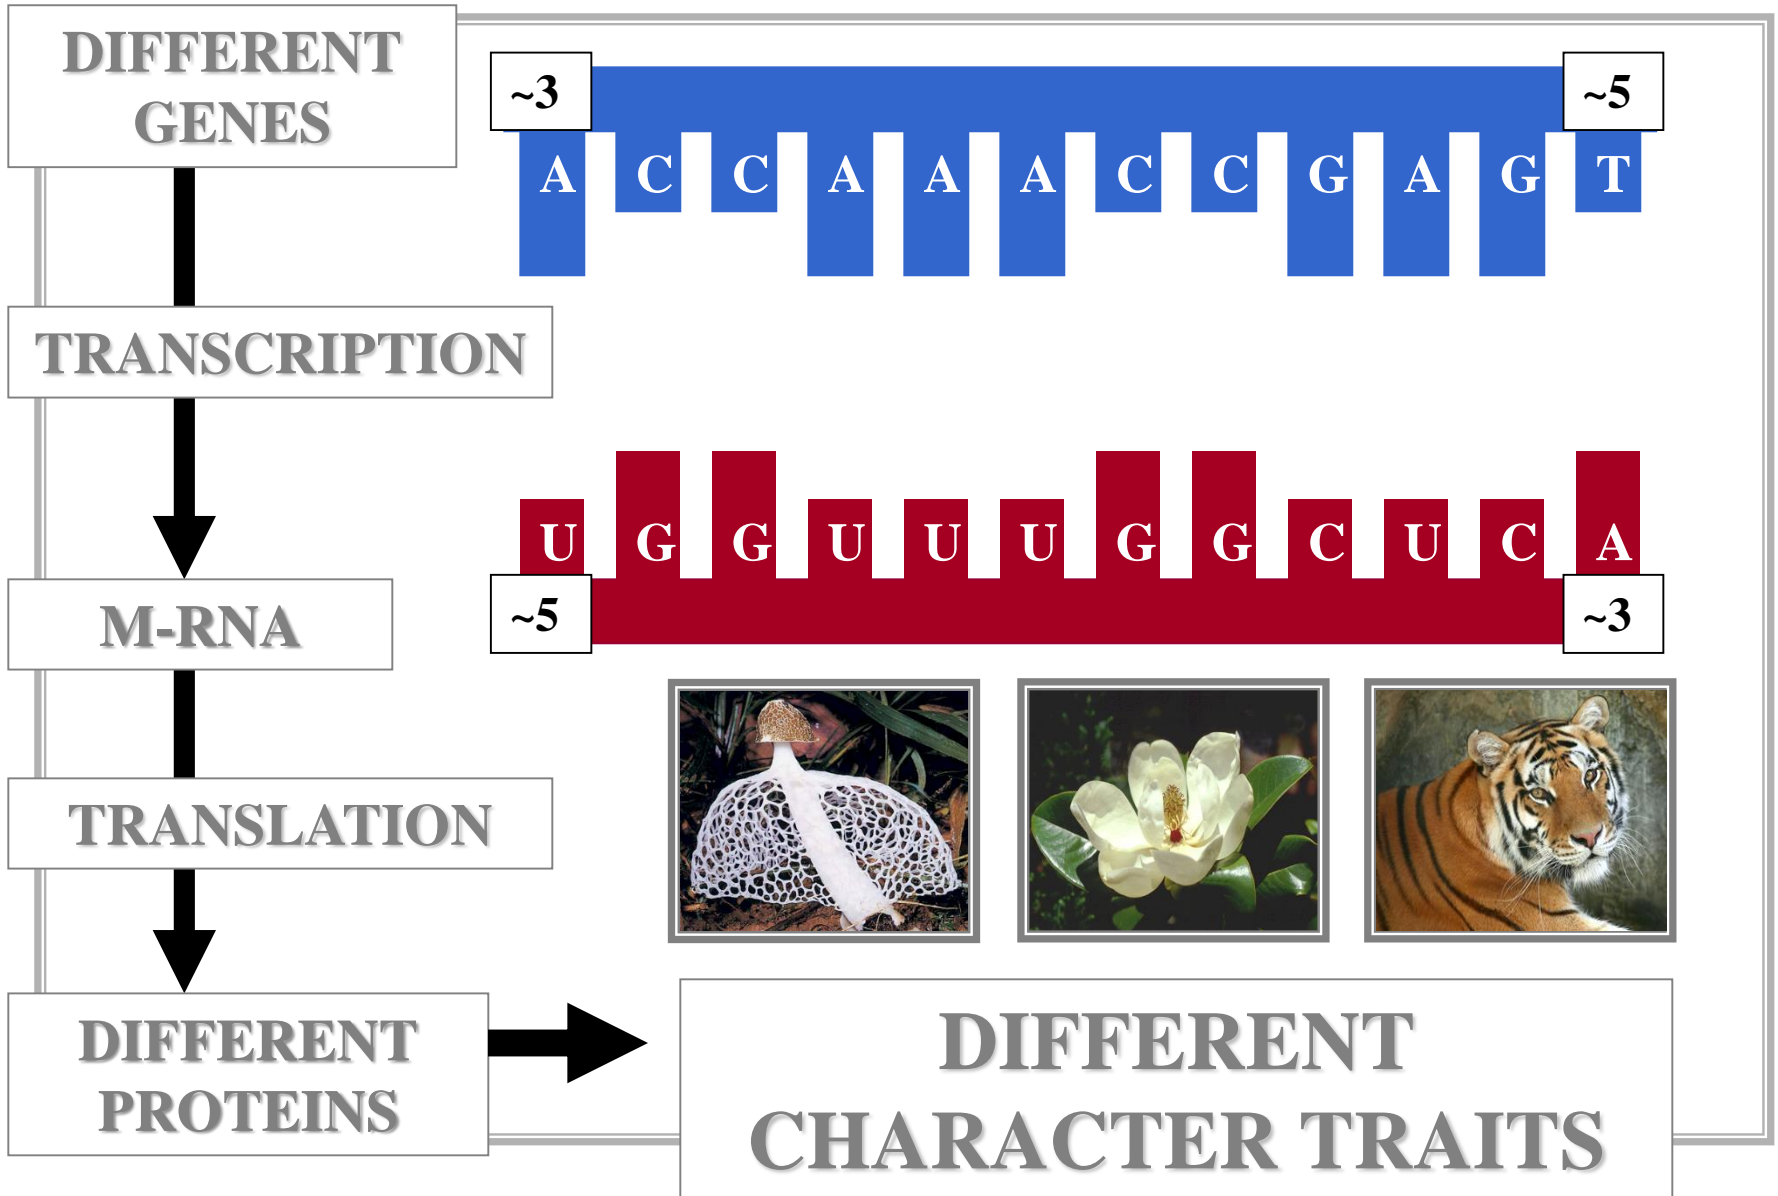 DIFFERENT
GENES
~3
~5
A C C A A A C C G A G T
TRANSCRIPTION
U G G U U U G G C U C A
~5
~3
M-RNA
TRANSLATION
DIFFERENT
PROTEINS
DIFFERENT
CHARACTER TRAITS